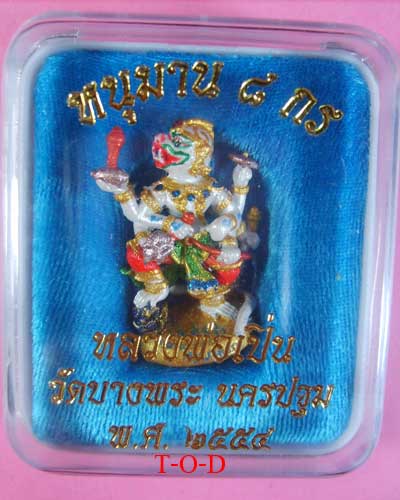 หนุมาน ๘ กร
หลวงพ่อเปิ่น
วัดบางพระ นครปฐม
พ.ศ. ๒๕๕๔
T-O-D